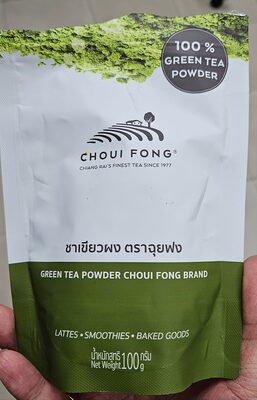 100 %
GREEN TEA
POWDER
CHOUI FONG®
CHIANG RAI'S FINEST TEA SINCE 1977
ชาเขียวผง ตราฉุยฟง
GREEN TEA POWDER CHOUI FONG BRAND
LATTES • SMOOTHIES • BAKED GOODS
น้ำหนักสุทธิ 100 กรัม
Net Weight 100 g